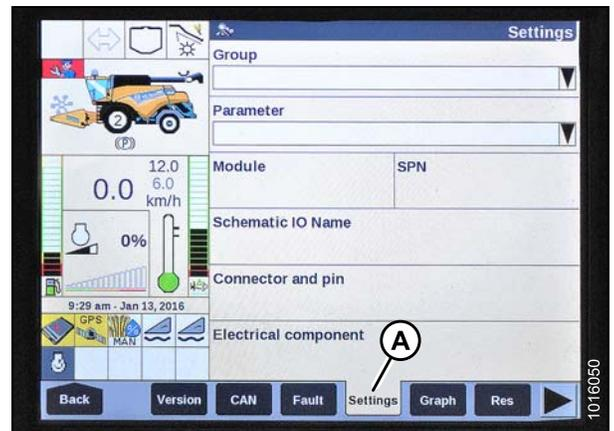 Settings
Group
Parameter
2
(P)
Module
SPN
12.0
6.0
0.0
km/h
Schematic IO Name
0%
Connector and pin
9:29 am - Jan 13, 2016
GPS
MAN
Electrical component
A
Back
Version
CAN
Fault
Settings
Graph
Res
1016050